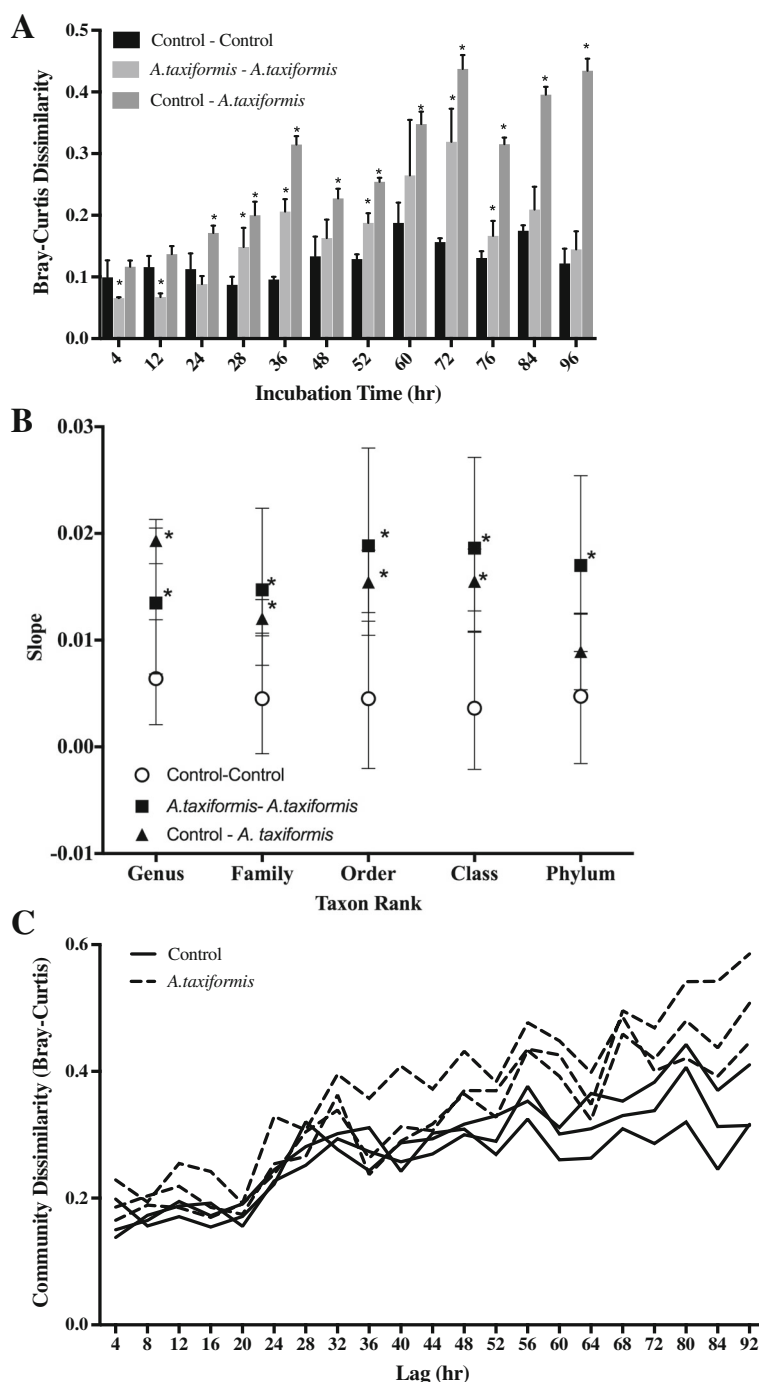 A
Control - Control
A.taxiformis - A.taxiformis
Control - A.taxiformis
Bray-Curtis Dissimilarity
0.5
0.4
0.3
0.2
0.1
0.0
* * * * * * * * * * * * * * * * *
4 12 24 28 36 48 52 60 72 76 84 96
Incubation Time (hr)
B
Slope
0.03
0.02
0.01
0.00
-0.01
* * * * * * * * *
Control-Control
A.taxiformis- A.taxiformis
Control - A. taxiformis
Genus Family Order Class Phylum
Taxon Rank
C
Control
A.taxiformis
Community Dissimilarity (Bray-Curtis)
0.6
0.4
0.2
0.0
4 8 12 16 20 24 28 32 36 40 44 48 52 56 60 64 68 72 80 84 92
Lag (hr)